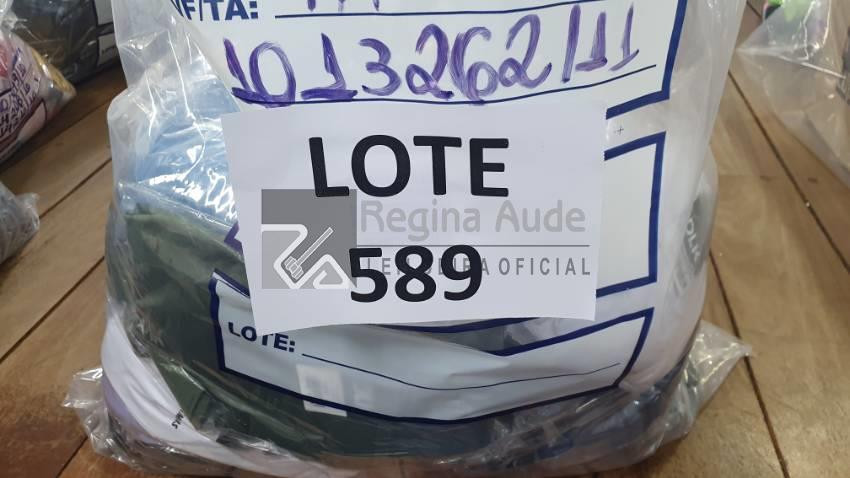 NF/TA:
1013262/11
LOTE
589
Regina Aude
LEILOEIRA OFICIAL
LOTE: